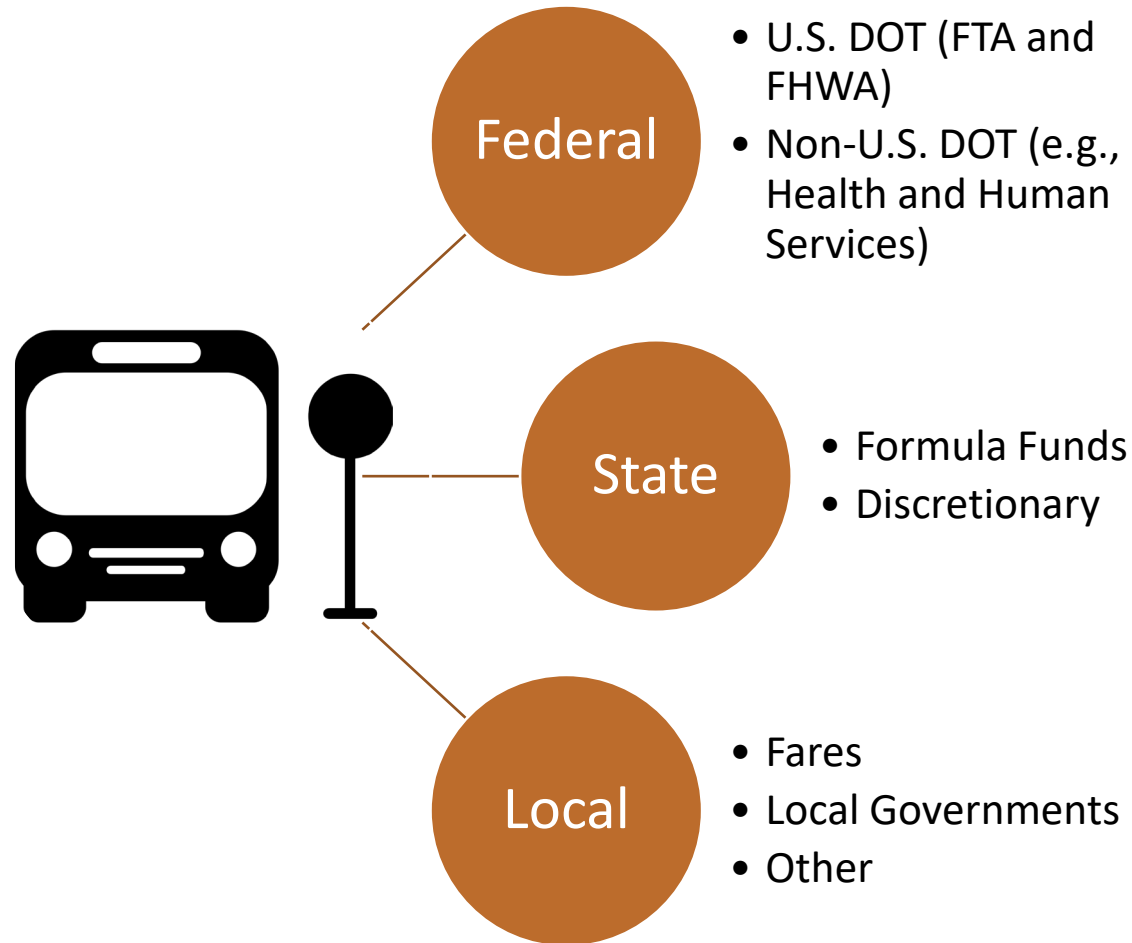 Federal
• U.S. DOT (FTA and
FHWA)
• Non-U.S. DOT (e.g.,
Health and Human
Services)
State
• Formula Funds
• Discretionary
Local
• Fares
• Local Governments
• Other